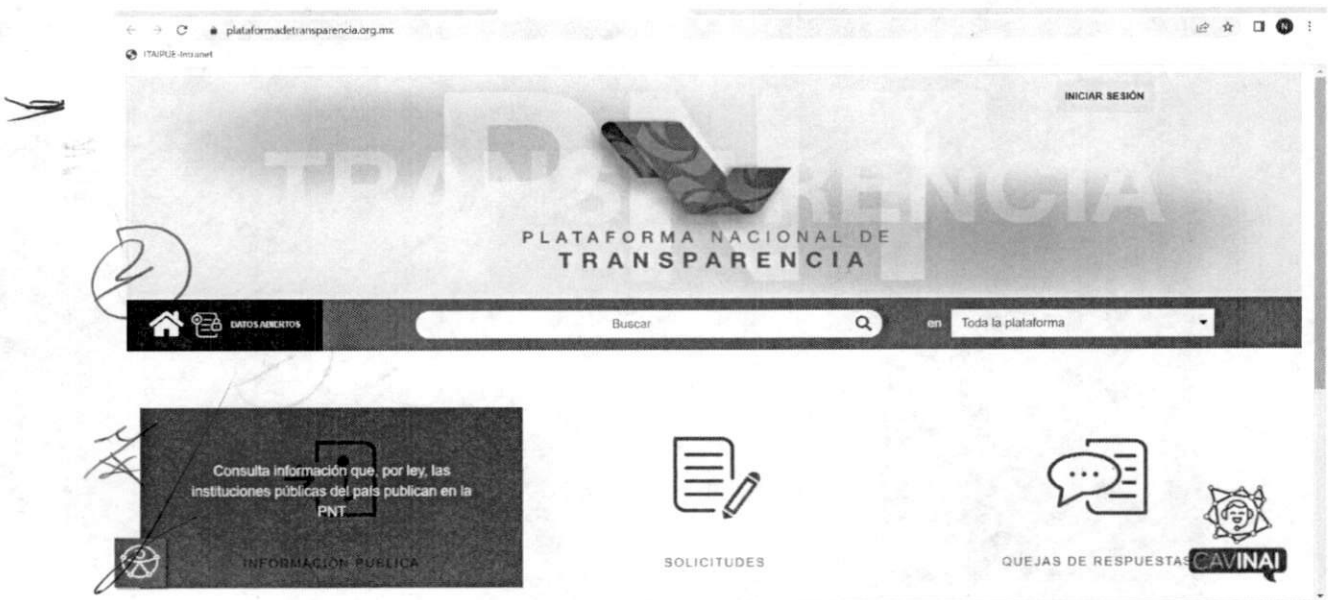 plataformadetransparencia.org.mx
N
ITAIPUE-Intranet
INICIAR SESIÓN
PNT
TRANSPARENCIA
PLATAFORMA NACIONAL DE
TRANSPARENCIA
2
DATOS ABIERTOS
Buscar
en
Toda la plataforma
Consulta información que, por ley, las
instituciones públicas del país publican en la
PNT
INFORMACIÓN PÚBLICA
SOLICITUDES
QUEJAS DE RESPUESTAS
CAVINAI